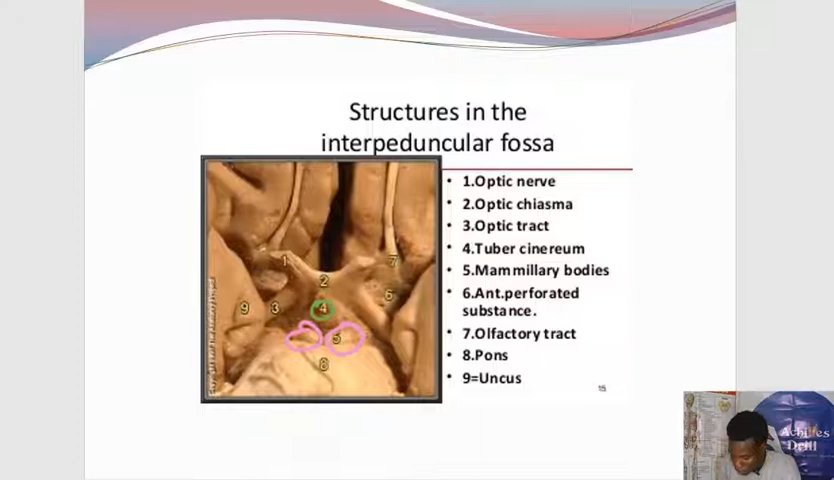 Structures in the
interpeduncular fossa
1.Optic nerve
2.Optic chiasma
3.Optic tract
4.Tuber cinereum
5.Mammillary bodies
6.Ant.perforated
substance.
7.Olfactory tract
8.Pons
9=Uncus
15
1
7
2
6
9
3
4
5
8
Achilles
Drill